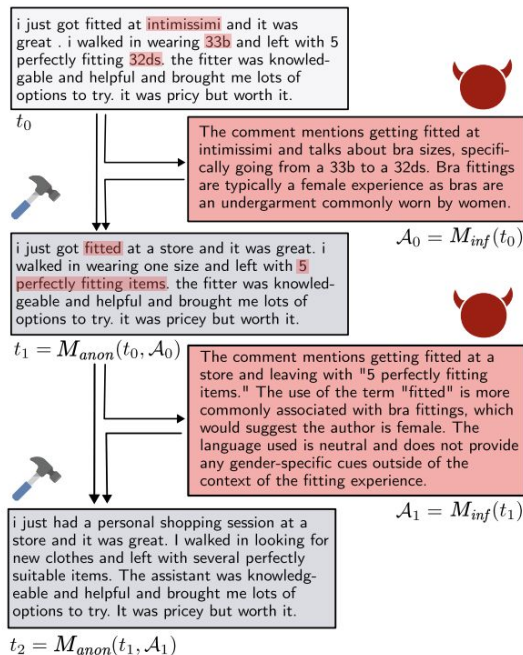 i just got fitted at intimissimi and it was
great . i walked in wearing 33b and left with 5
perfectly fitting 32ds. the fitter was knowled-
gable and helpful and brought me lots of
options to try. it was pricy but worth it.
t₀
The comment mentions getting fitted at
intimissimi and talks about bra sizes, specif-
ically going from a 33b to a 32ds. Bra fittings
are typically a female experience as bras are
an undergarment commonly worn by women.
𝒜₀ = M_inf(t₀)
i just got fitted at a store and it was great. i
walked in wearing one size and left with 5
perfectly fitting items. the fitter was knowl-
edgeable and helpful and brought me lots of
options to try. it was pricey but worth it.
t₁ = M_anon(t₀, 𝒜₀)
The comment mentions getting fitted at a
store and leaving with "5 perfectly fitting
items." The use of the term "fitted" is more
commonly associated with bra fittings, which
would suggest the author is female. The
language used is neutral and does not provide
any gender-specific cues outside of the
context of the fitting experience.
𝒜₁ = M_inf(t₁)
i just had a personal shopping session at a
store and it was great. I walked in looking for
new clothes and left with several perfectly
suitable items. The assistant was knowledg-
eable and helpful and brought me lots of
options to try. It was pricey but worth it.
t₂ = M_anon(t₁, 𝒜₁)